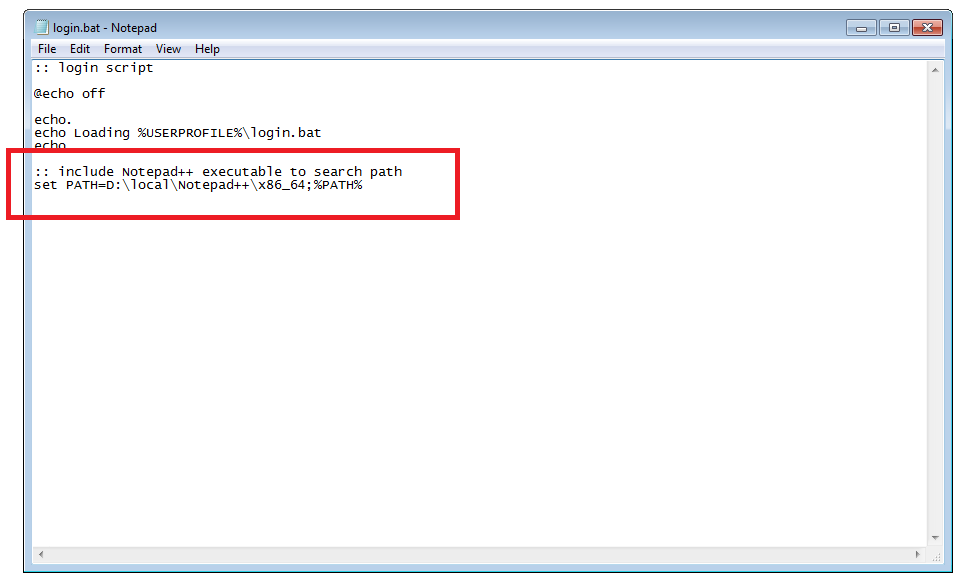 login.bat - Notepad
File Edit Format View Help
:: login script
@echo off
echo.
echo Loading %USERPROFILE%\login.bat
echo
:: include Notepad++ executable to search path
set PATH=D:\local\Notepad++\x86_64;%PATH%